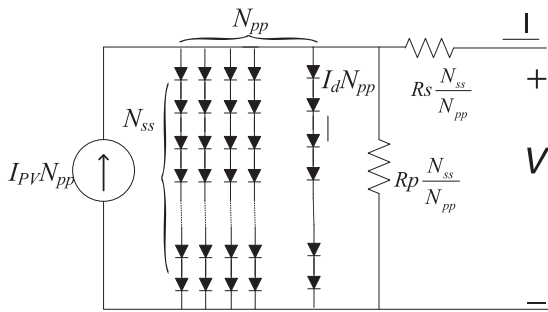 N_pp
I
I_d N_pp
Rs N_ss/N_pp
+
N_ss
V
I_PV N_pp
Rp N_ss/N_pp
−